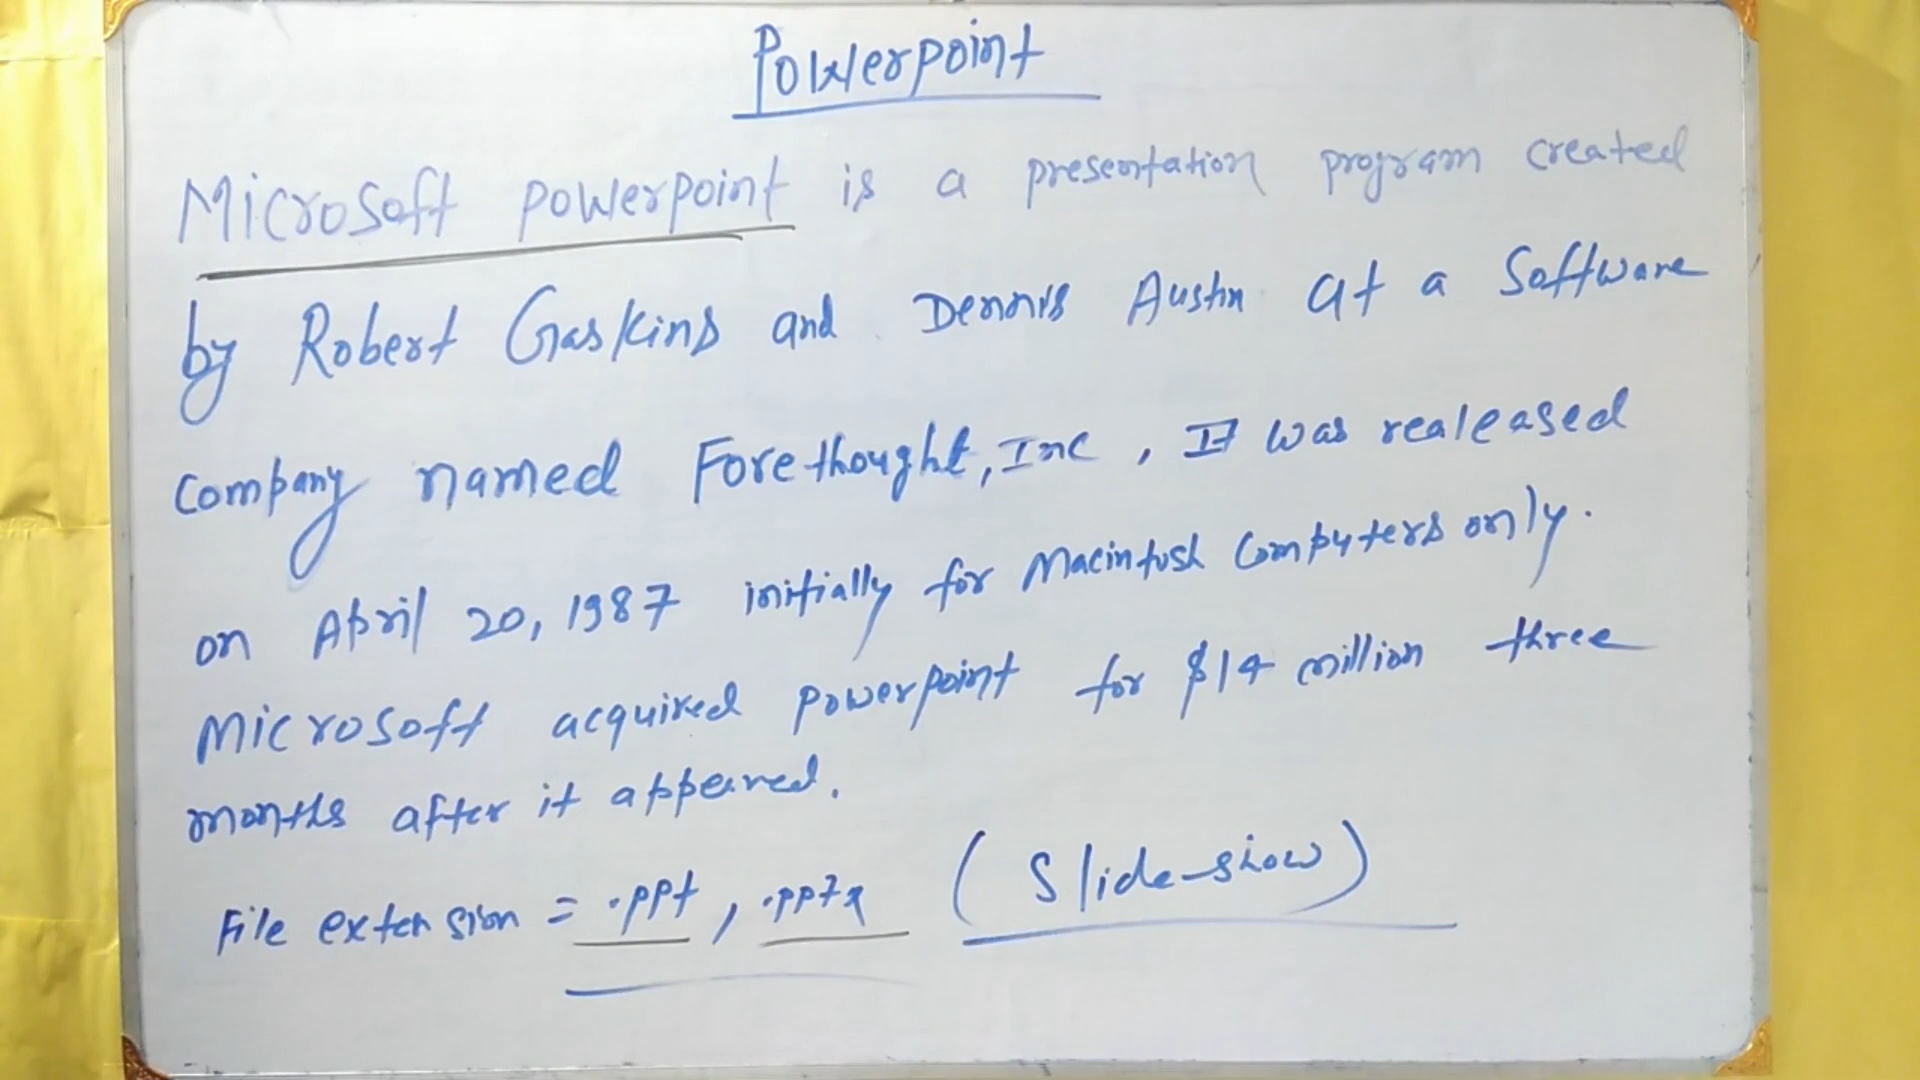 Powerpoint
Microsoft powerpoint is a presentation program created
by Robert Gaskins and Dennis Austin at a Software
company named Forethought, Inc , It was realeased
on April 20, 1987 initially for Macintosh Computers only.
Microsoft acquired powerpoint for $14 million three
months after it appeared.
File extension = .ppt , .pptx ( Slide-show)